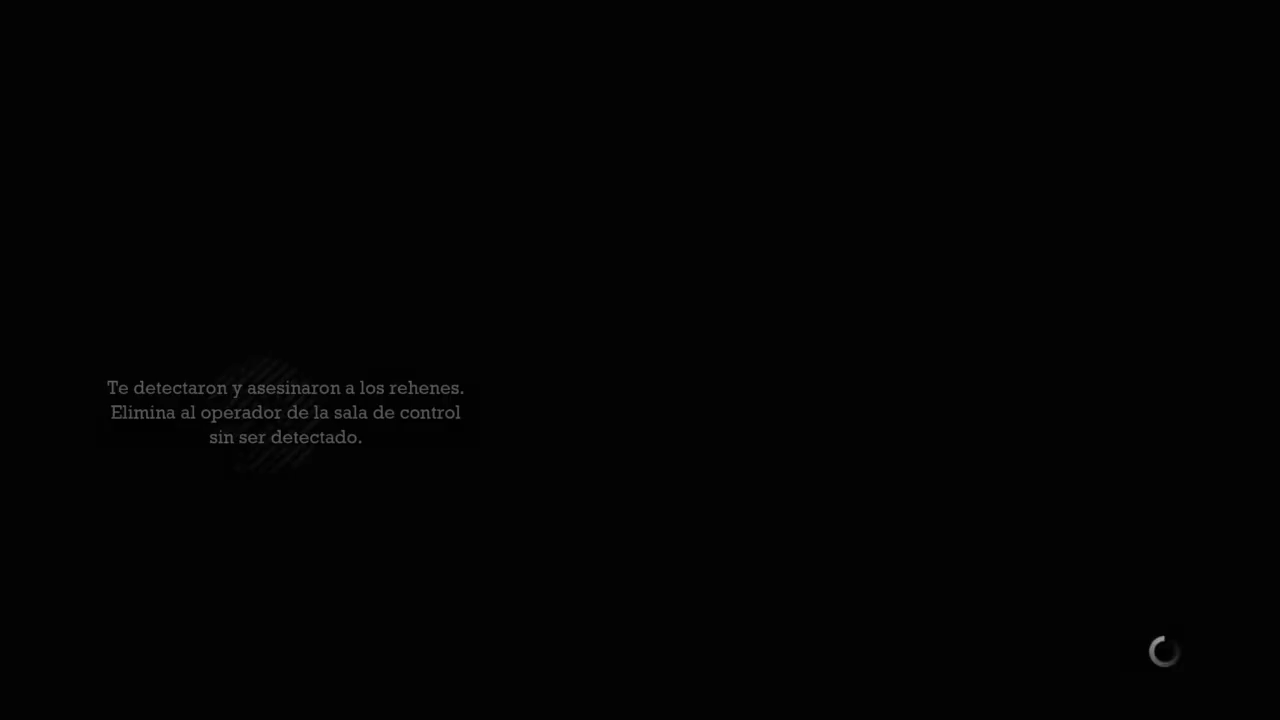 Te detectaron y asesinaron a los rehenes.
Elimina al operador de la sala de control
sin ser detectado.